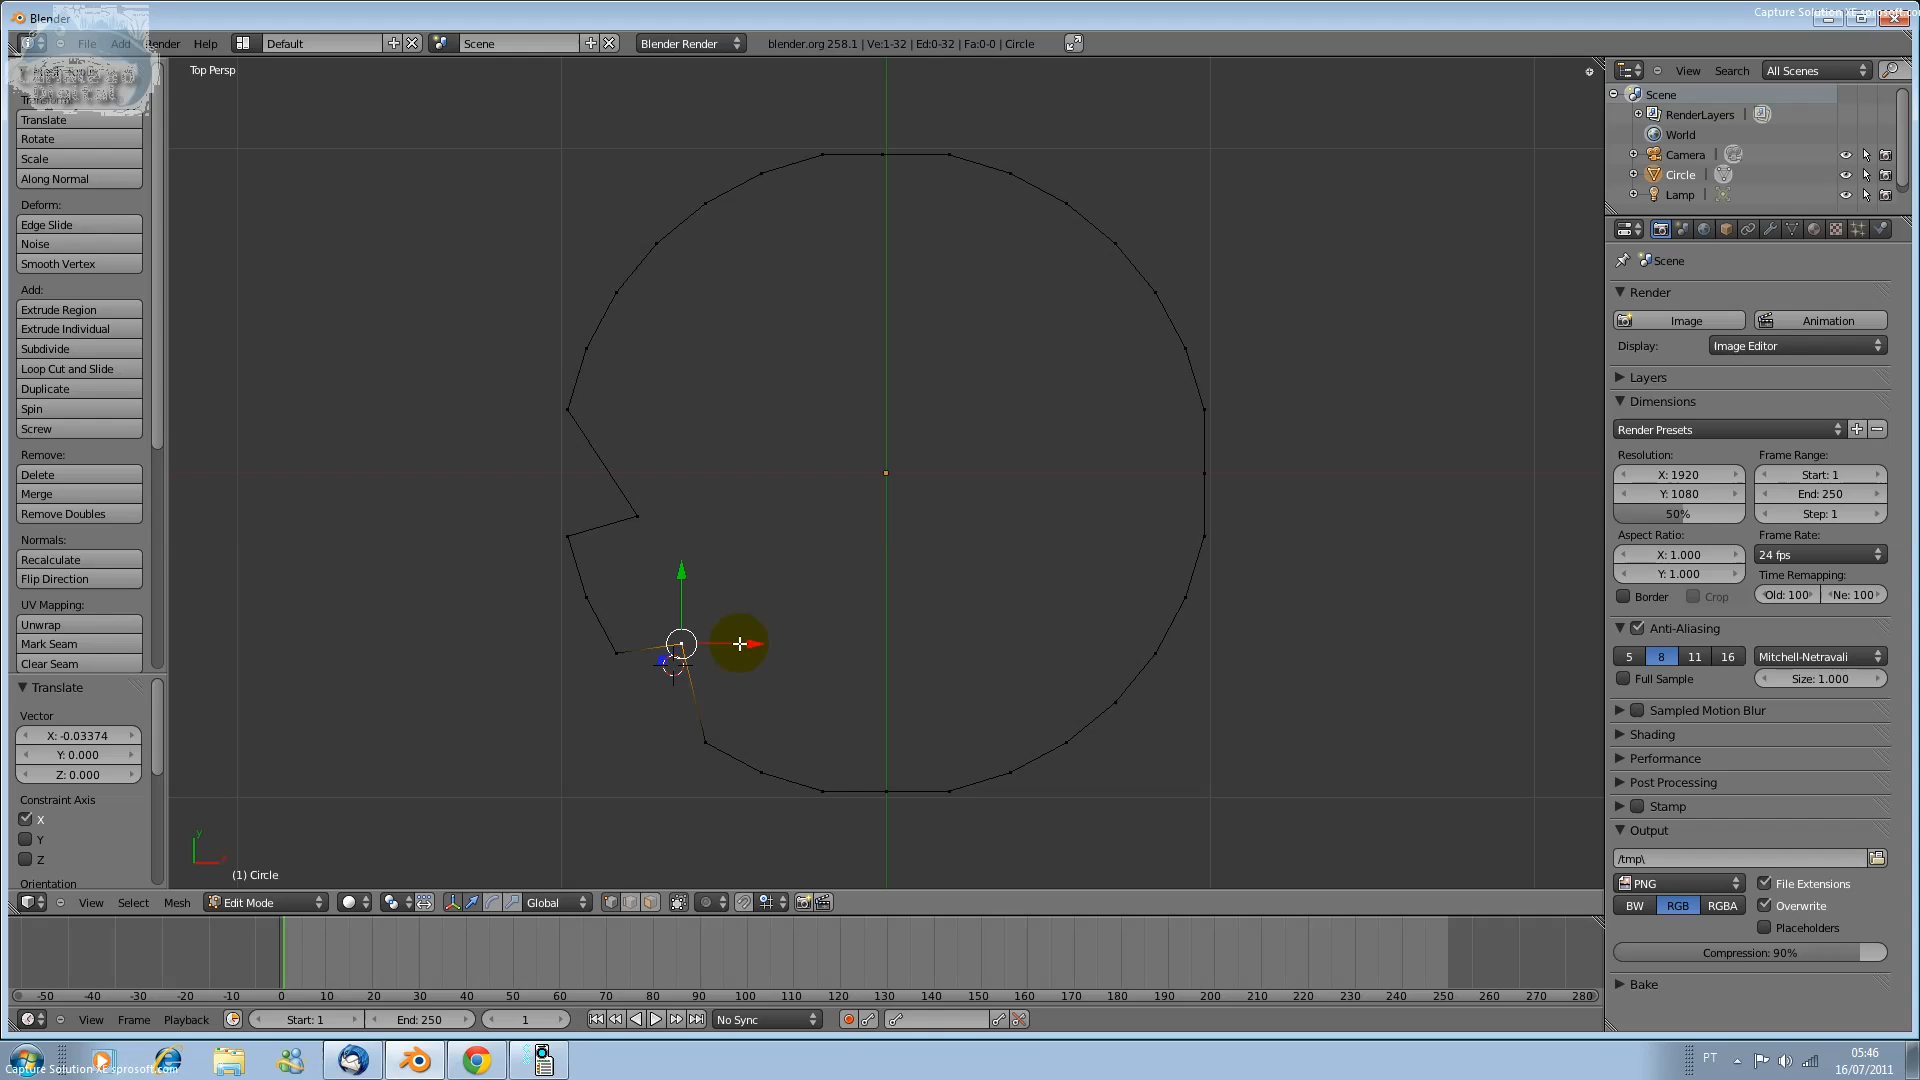 Blender
Capture Solution XE sprosoft.co
File Add Render Help
Default
Scene
Blender Render
blender.org 258.1 | Ve:1-32 | Ed:0-32 | Fa:0-0 | Circle
Top Persp
Translate
Rotate
Scale
Along Normal
Deform:
Edge Slide
Noise
Smooth Vertex
Add:
Extrude Region
Extrude Individual
Subdivide
Loop Cut and Slide
Duplicate
Spin
Screw
Remove:
Delete
Merge
Remove Doubles
Normals:
Recalculate
Flip Direction
UV Mapping:
Unwrap
Mark Seam
Clear Seam
Translate
Vector
X: -0.03374
Y: 0.000
Z: 0.000
Constraint Axis
X
Y
Z
Orientation
y
(1) Circle
View Select Mesh
Edit Mode
Global
-50 -40 -30 -20 -10 0 10 20 30 40 50 60 70 80 90 100 110 120 130 140 150 160 170 180 190 200 210 220 230 240 250 260 270 280
View Frame Playback
Start: 1
End: 250
1
No Sync
View Search
All Scenes
Scene
RenderLayers |
World
Camera |
Circle |
Lamp |
Scene
Render
Image
Animation
Display:
Image Editor
Layers
Dimensions
Render Presets
Resolution: Frame Range:
X: 1920 Start: 1
Y: 1080 End: 250
50% Step: 1
Aspect Ratio: Frame Rate:
X: 1.000 24 fps
Y: 1.000 Time Remapping:
Border Crop Old: 100 Ne: 100
Anti-Aliasing
5 8 11 16 Mitchell-Netravali
Full Sample Size: 1.000
Sampled Motion Blur
Shading
Performance
Post Processing
Stamp
Output
/tmp\
PNG File Extensions
BW RGB RGBA Overwrite
Placeholders
Compression: 90%
Bake
Capture Solution XE sprosoft.com
PT
05:46
16/07/2011